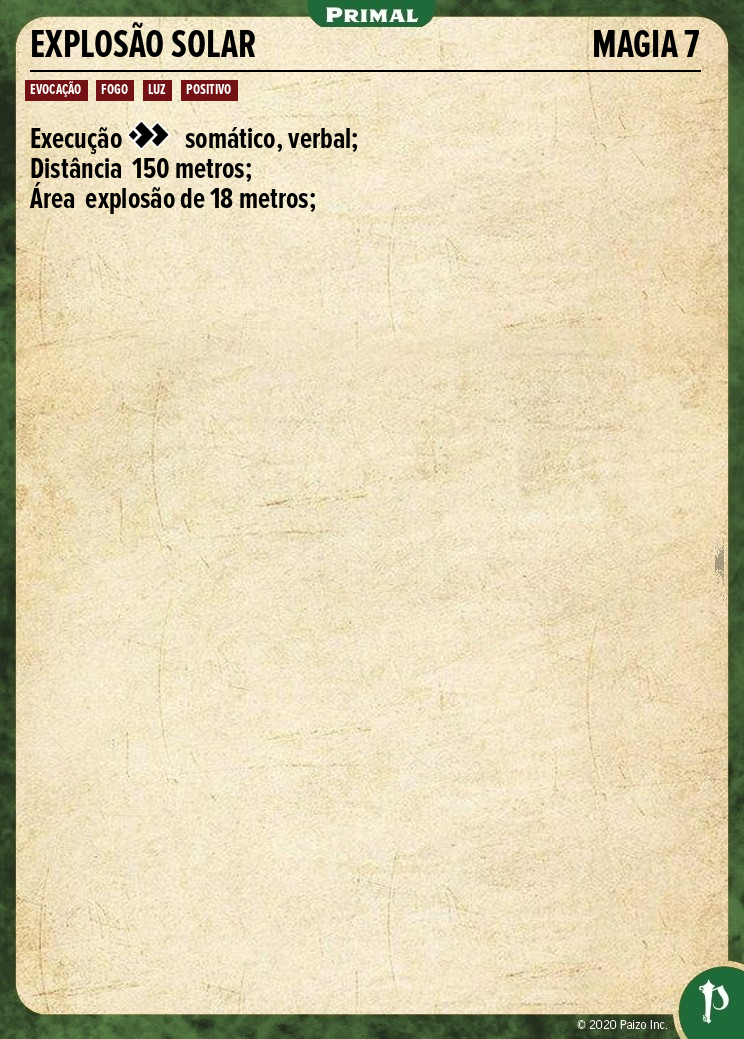 PRIMAL
EXPLOSÃO SOLAR MAGIA 7
EVOCAÇÃO FOGO LUZ POSITIVO
Execução somático, verbal;
Distância 150 metros;
Área explosão de 18 metros;
© 2020 Paizo Inc.